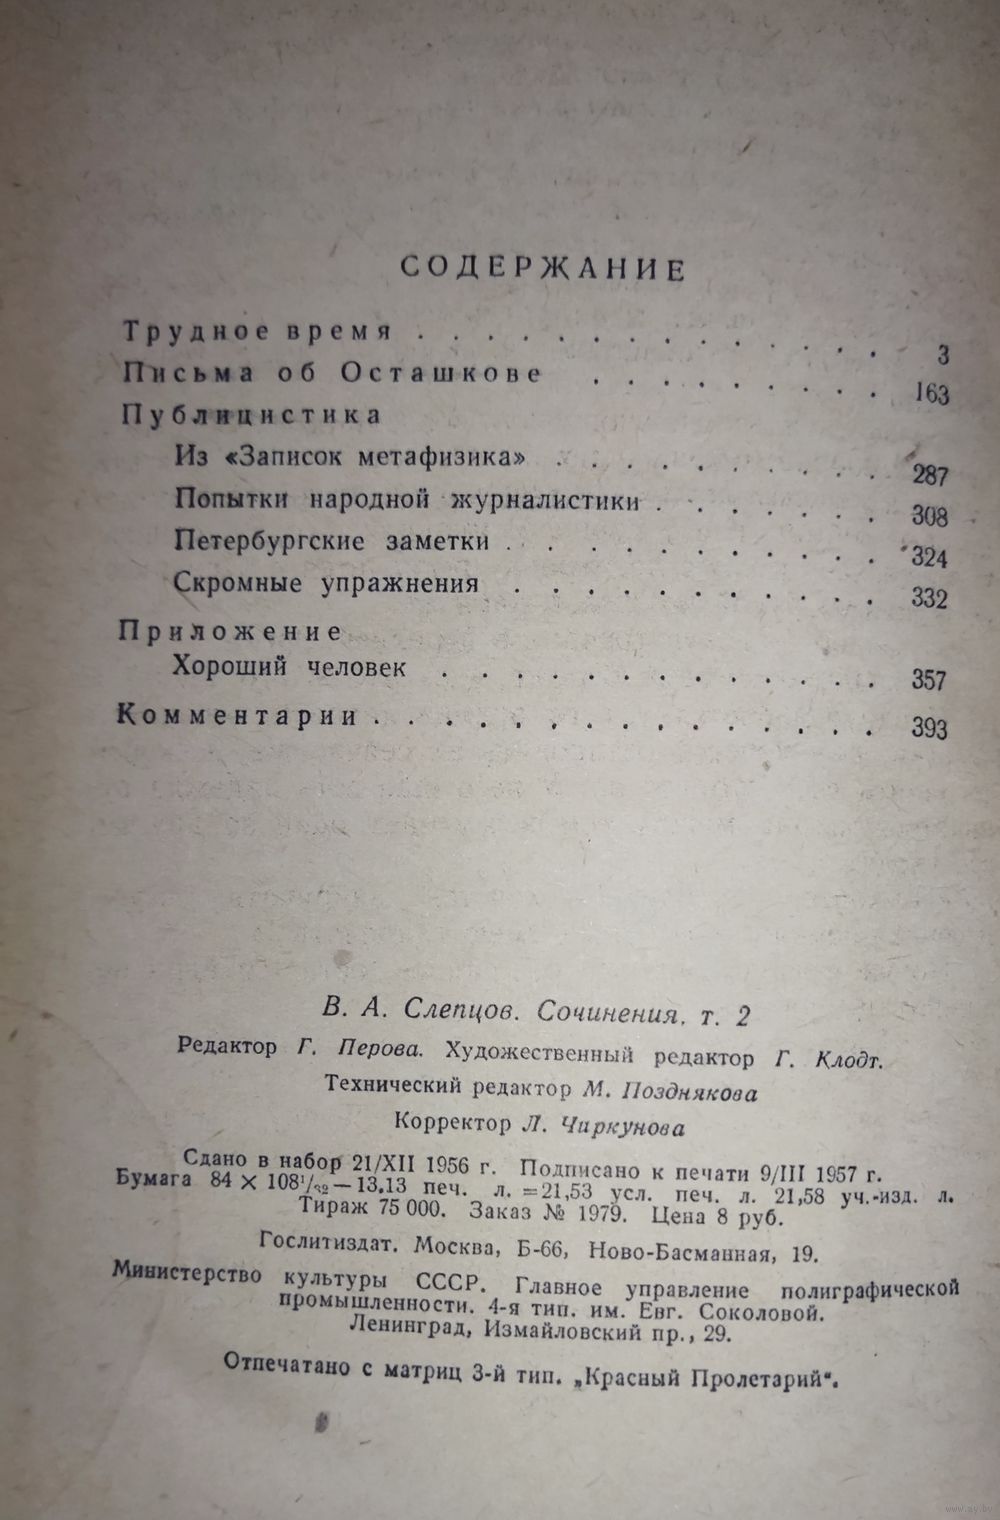 СОДЕРЖАНИЕ
Трудное время . . . . . . . . . . . . . 3
Письма об Осташкове . . . . . . . . . 163
Публицистика
Из «Записок метафизика» . . . . . . . . . . 287
Попытки народной журналистики . . . . . . . 308
Петербургские заметки . . . . . . . . . . . 324
Скромные упражнения . . . . . . . . . . . 332
Приложение
Хороший человек . . . . . . . . . . . . . 357
Комментарии . . . . . . . . . . . . . . . 393
В. А. Слепцов. Сочинения, т. 2
Редактор Г. Перова. Художественный редактор Г. Клодт.
Технический редактор М. Позднякова
Корректор Л. Чиркунова
Сдано в набор 21/XII 1956 г. Подписано к печати 9/III 1957 г.
Бумага 84 × 108¹/₃₂ — 13,13 печ. л. = 21,53 усл. печ. л. 21,58 уч.-изд. л.
Тираж 75 000. Заказ № 1979. Цена 8 руб.
Гослитиздат. Москва, Б-66, Ново-Басманная, 19.
Министерство культуры СССР. Главное управление полиграфической
промышленности. 4-я тип. им. Евг. Соколовой.
Ленинград, Измайловский пр., 29.
Отпечатано с матриц 3-й тип. „Красный Пролетарий“.
www.ay.by